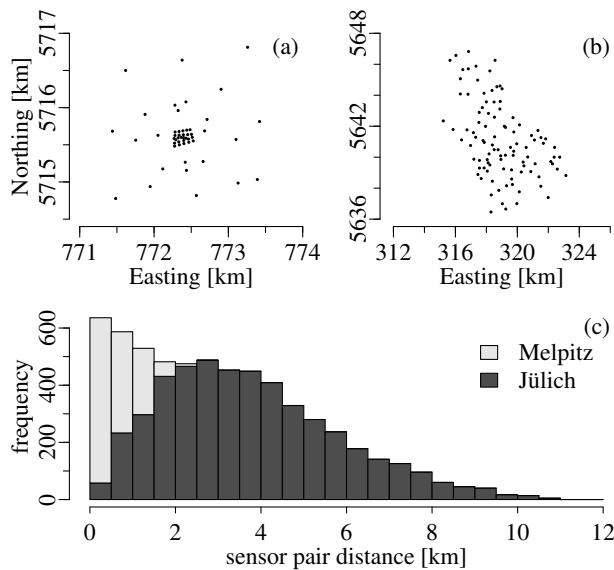 (a)
5717
5716
5715
Northing [km]
771 772 773 774
Easting [km]
(b)
5648
5642
5636
312 316 320 324
Easting [km]
(c)
Melpitz
Jülich
600
400
200
0
frequency
0 2 4 6 8 10 12
sensor pair distance [km]